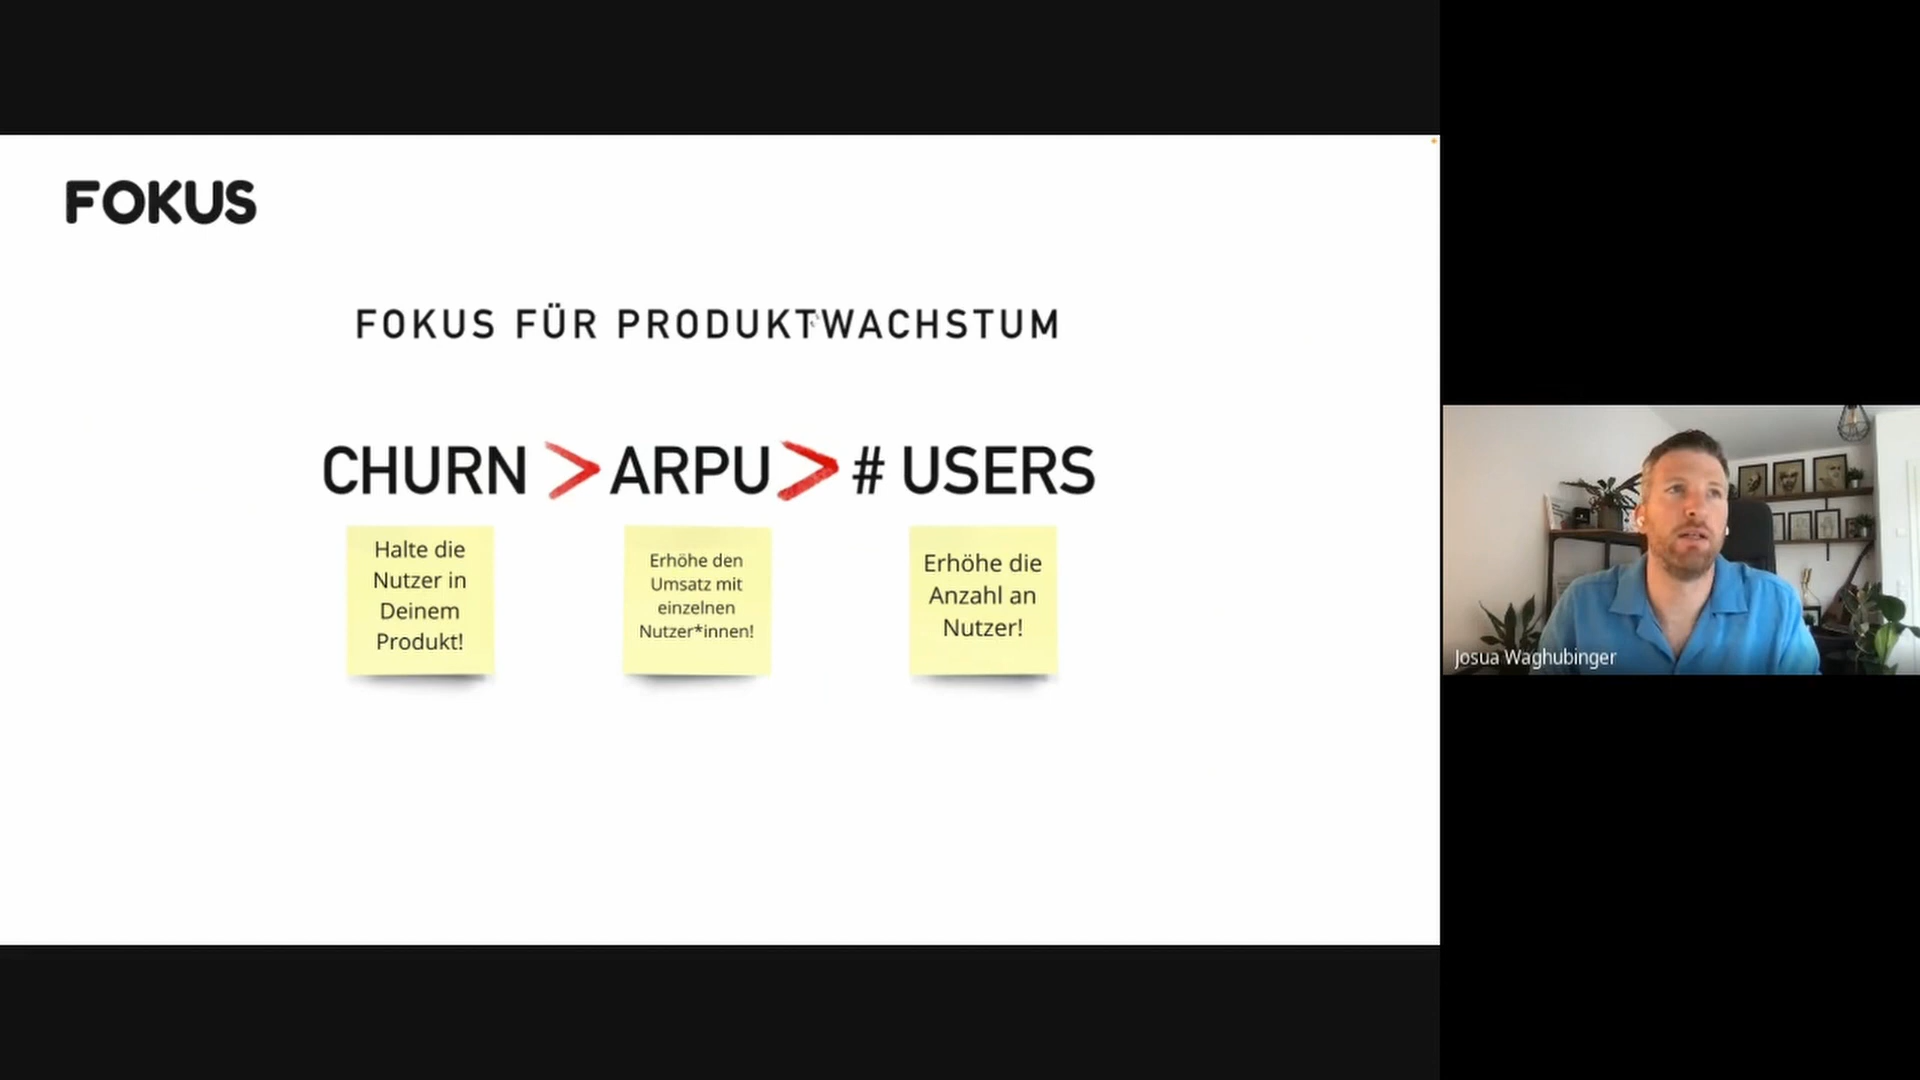 FOKUS
FOKUS FÜR PRODUKTWACHSTUM
CHURN > ARPU > # USERS
Halte die
Nutzer in
Deinem
Produkt!
Erhöhe den
Umsatz mit
einzelnen
Nutzer*innen!
Erhöhe die
Anzahl an
Nutzer!
Josua Waghubinger